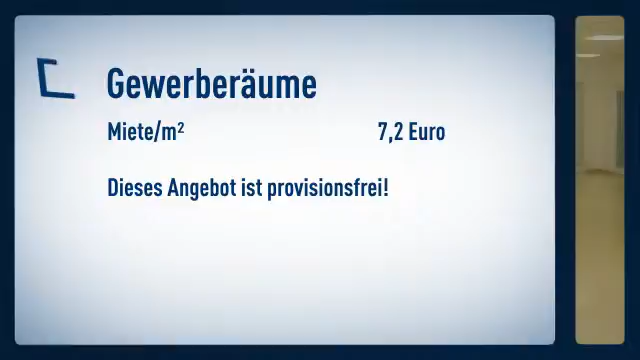 Gewerberäume
Miete/m² 7,2 Euro
Dieses Angebot ist provisionsfrei!